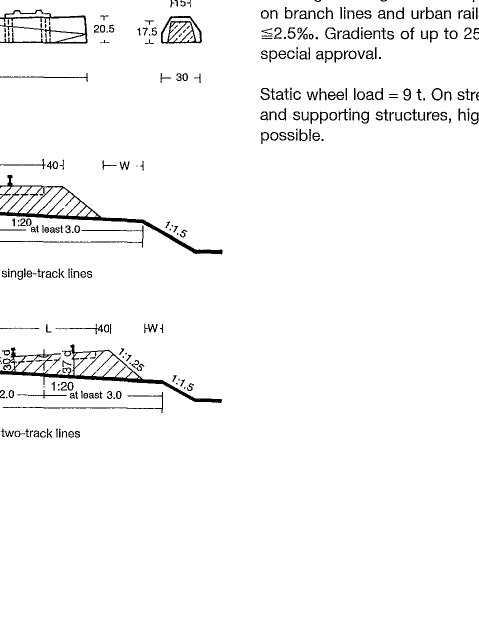 15
20.5
17.5
30
40
W
1:20
at least 3.0
1:1.5
single-track lines
L
40
W
30 d
37 d
1:1.25
1:20
1:1.5
2.0
at least 3.0
two-track lines
on branch lines and urban rail
≦2.5‰. Gradients of up to 25
special approval.
Static wheel load = 9 t. On stre
and supporting structures, hig
possible.